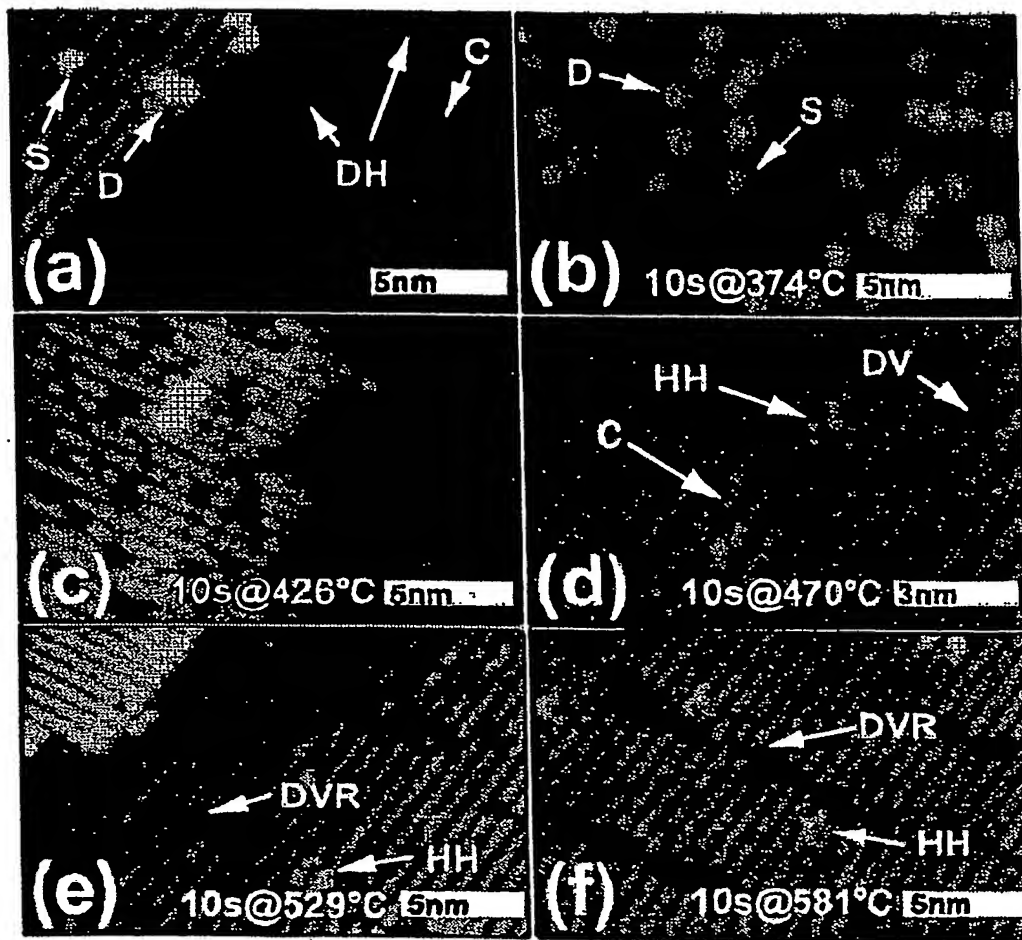 S
D
DH
C
(a)
5nm
D
S
(b)
10s@374°C 5nm
(c)
10s@426°C 5nm
HH
DV
C
(d)
10s@470°C 3nm
DVR
HH
(e)
10s@529°C 5nm
DVR
HH
(f)
10s@581°C 5nm